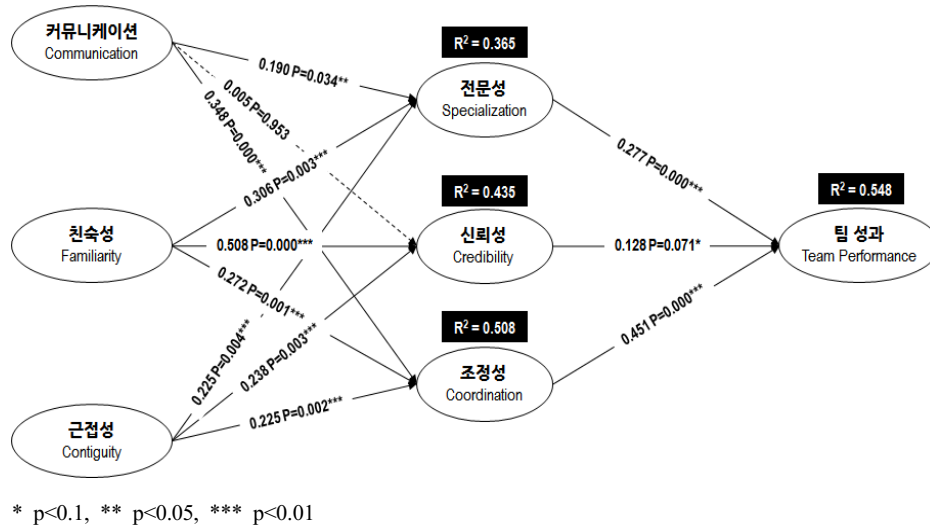 커뮤니케이션
Communication
R² = 0.365
전문성
Specialization
0.190 P=0.034**
0.005 P=0.953
0.348 P=0.000***
0.306 P=0.003***
0.277 P=0.000***
친숙성
Familiarity
R² = 0.435
신뢰성
Credibility
0.508 P=0.000***
0.128 P=0.071*
R² = 0.548
팀 성과
Team Performance
0.272 P=0.001***
0.225 P=0.004***
0.238 P=0.003***
R² = 0.508
조정성
Coordination
0.451 P=0.000***
0.225 P=0.002***
근접성
Contiguity
* p<0.1, ** p<0.05, *** p<0.01